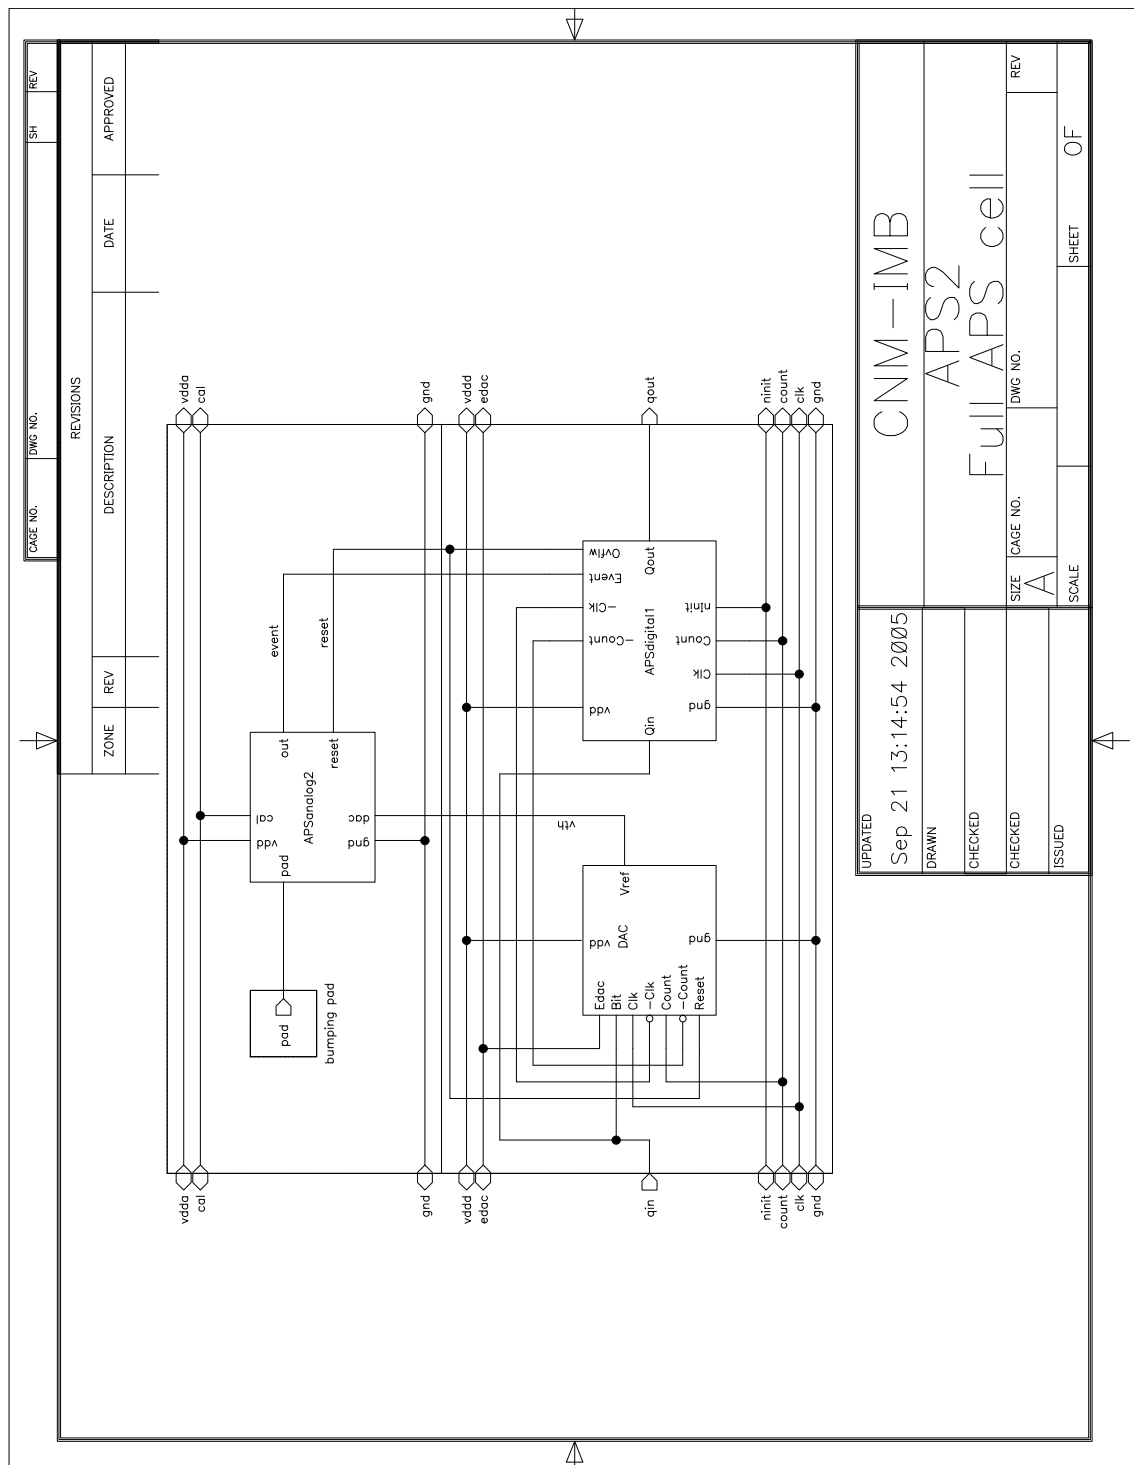 CAGE NO.
DWG NO.
SH
REV
REVISIONS
ZONE
REV
DESCRIPTION
DATE
APPROVED
vdda
vdda
cal
cal
gnd
gnd
vddd
vddd
edac
edac
qin
qout
ninit
ninit
count
count
clk
clk
gnd
gnd
pad
bumping pad
pad
vdd
cal
APSanalog2
out
reset
gnd
dac
event
reset
vth
Edac
Bit
Clk
-Clk
Count
-Count
Reset
vdd
DAC
gnd
Vref
vdd
-Count
-Clk
Event
Ovflw
Qin
APSdigital1
Qout
gnd
Clk
Count
nInit
UPDATED
Sep 21 13:14:54 2005
DRAWN
CHECKED
CHECKED
ISSUED
CNM-IMB
APS2
Full APS cell
SIZE
A
CAGE NO.
DWG NO.
REV
SCALE
SHEET
OF